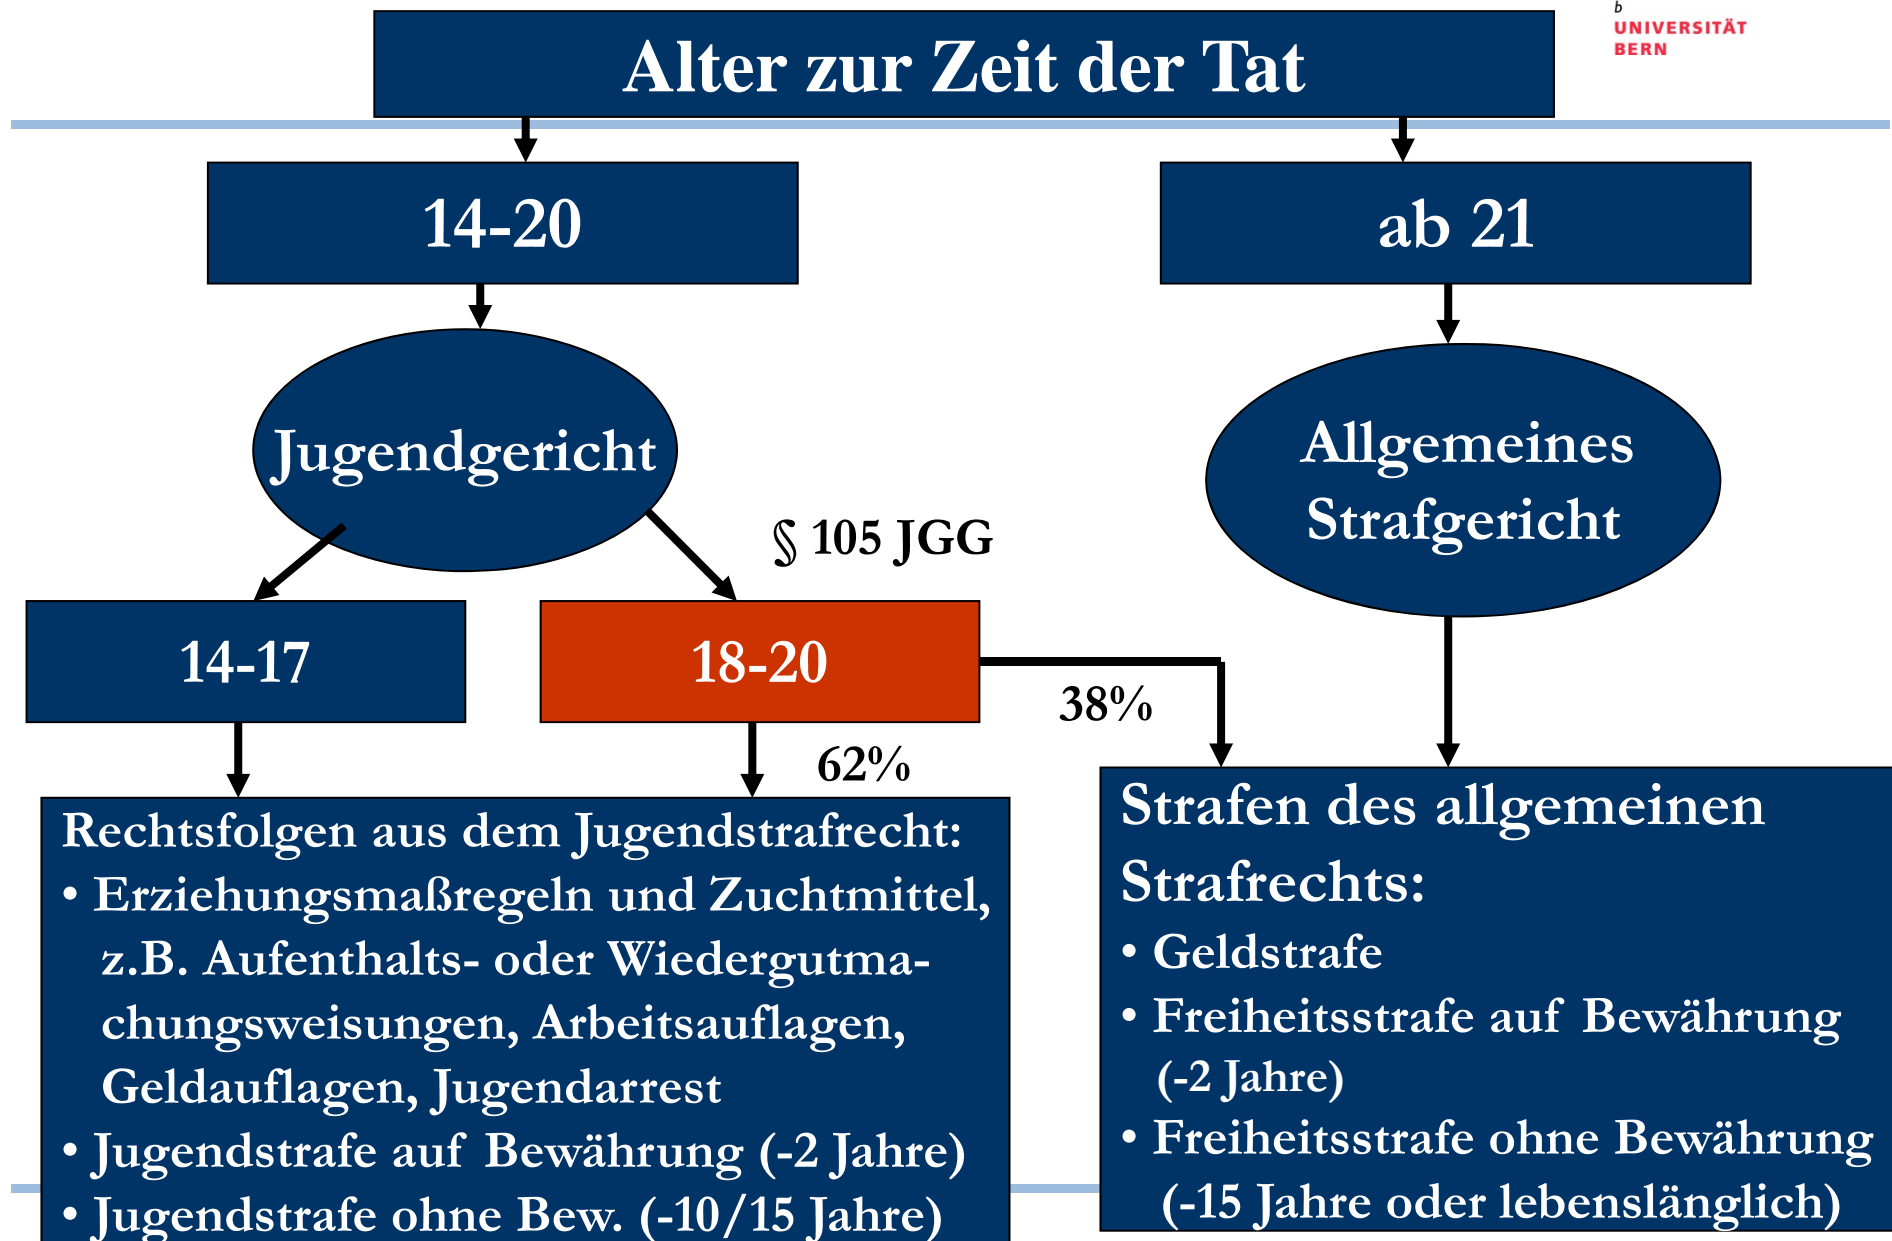 b
UNIVERSITÄT
BERN
Alter zur Zeit der Tat
14-20
ab 21
Jugendgericht
Allgemeines
Strafgericht
§ 105 JGG
14-17
18-20
38%
62%
Rechtsfolgen aus dem Jugendstrafrecht:
• Erziehungsmaßregeln und Zuchtmittel,
z.B. Aufenthalts- oder Wiedergutma-
chungsweisungen, Arbeitsauflagen,
Geldauflagen, Jugendarrest
• Jugendstrafe auf Bewährung (-2 Jahre)
• Jugendstrafe ohne Bew. (-10/15 Jahre)
Strafen des allgemeinen
Strafrechts:
• Geldstrafe
• Freiheitsstrafe auf Bewährung
(-2 Jahre)
• Freiheitsstrafe ohne Bewährung
(-15 Jahre oder lebenslänglich)